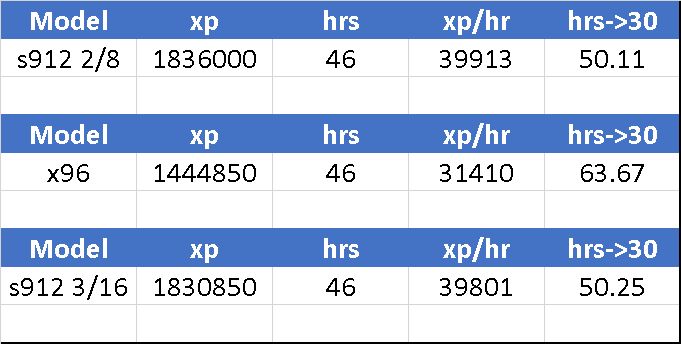 Model xp hrs xp/hr hrs->30
s912 2/8 1836000 46 39913 50.11
Model xp hrs xp/hr hrs->30
x96 1444850 46 31410 63.67
Model xp hrs xp/hr hrs->30
s912 3/16 1830850 46 39801 50.25